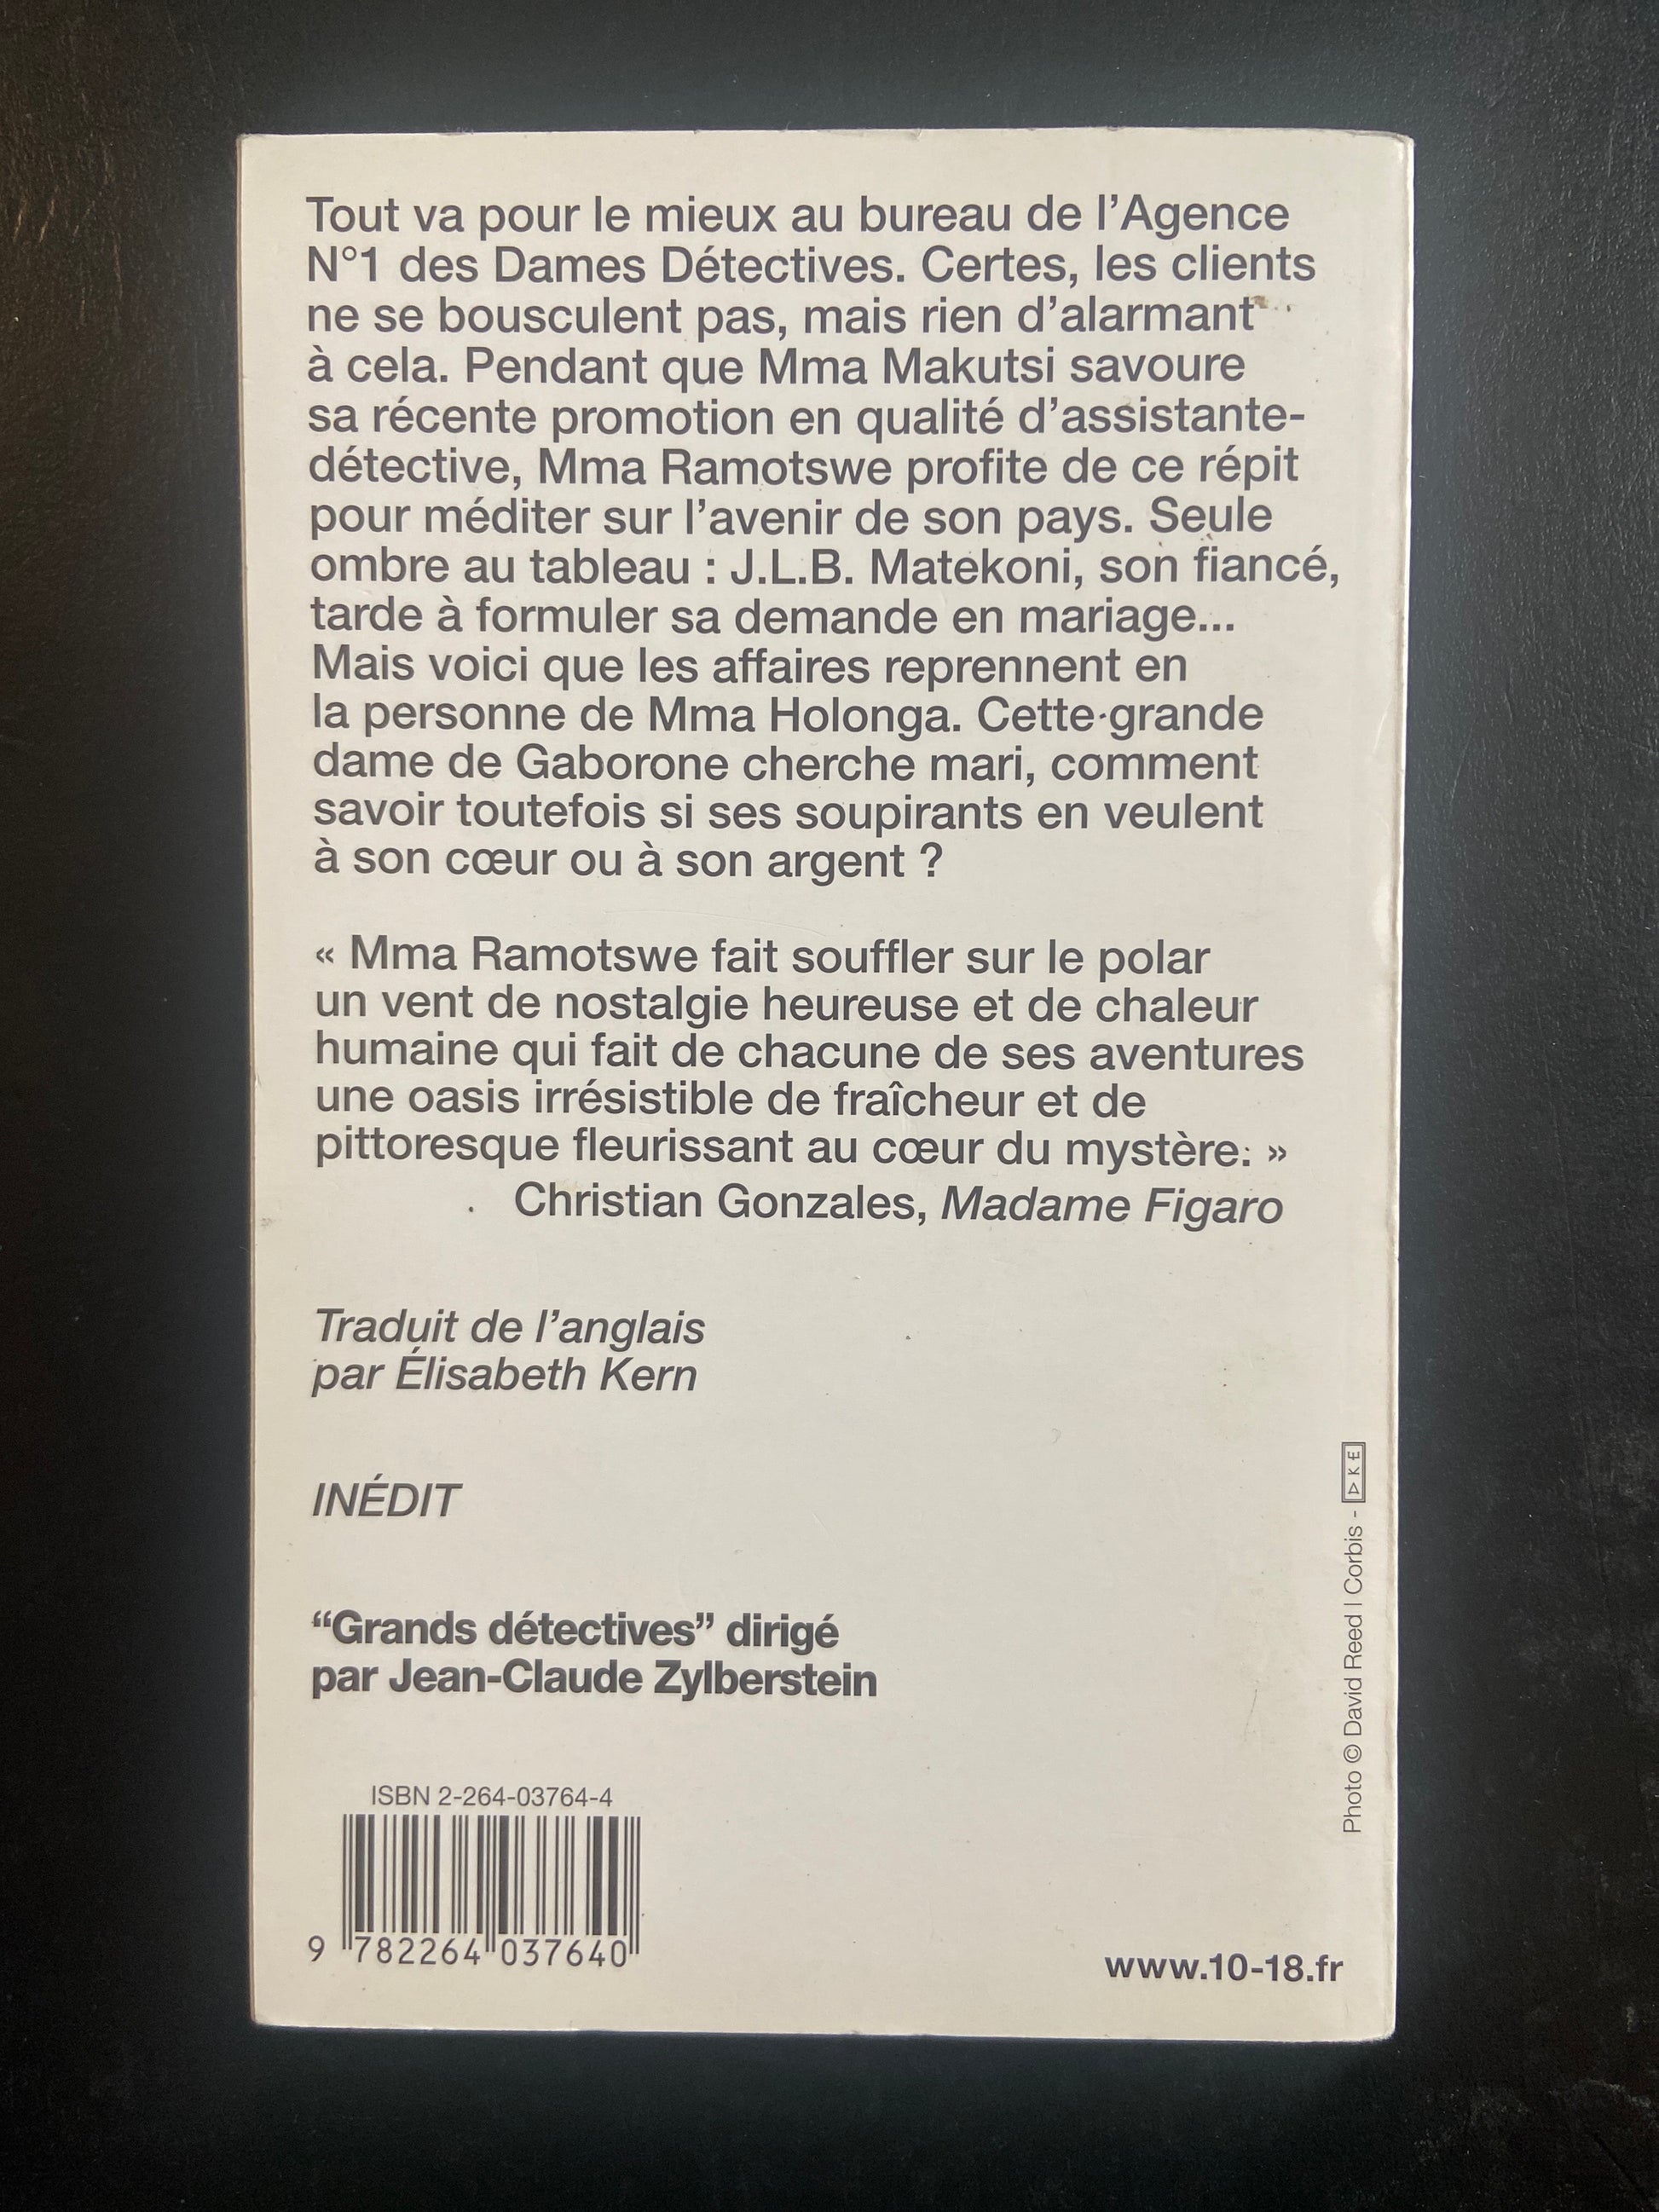 Tout va pour le mieux au bureau de l’Agence
N°1 des Dames Détectives. Certes, les clients
ne se bousculent pas, mais rien d’alarmant
à cela. Pendant que Mma Makutsi savoure
sa récente promotion en qualité d’assistante-
détective, Mma Ramotswe profite de ce répit
pour méditer sur l’avenir de son pays. Seule
ombre au tableau : J.L.B. Matekoni, son fiancé,
tarde à formuler sa demande en mariage...
Mais voici que les affaires reprennent en
la personne de Mma Holonga. Cette grande
dame de Gaborone cherche mari, comment
savoir toutefois si ses soupirants en veulent
à son cœur ou à son argent ?
« Mma Ramotswe fait souffler sur le polar
un vent de nostalgie heureuse et de chaleur
humaine qui fait de chacune de ses aventures
une oasis irrésistible de fraîcheur et de
pittoresque fleurissant au cœur du mystère. »
Christian Gonzales, Madame Figaro
Traduit de l’anglais
par Élisabeth Kern
INÉDIT
“Grands détectives” dirigé
par Jean-Claude Zylberstein
Photo © David Reed | Corbis -
ISBN 2-264-03764-4
9 782264 037640
www.10-18.fr